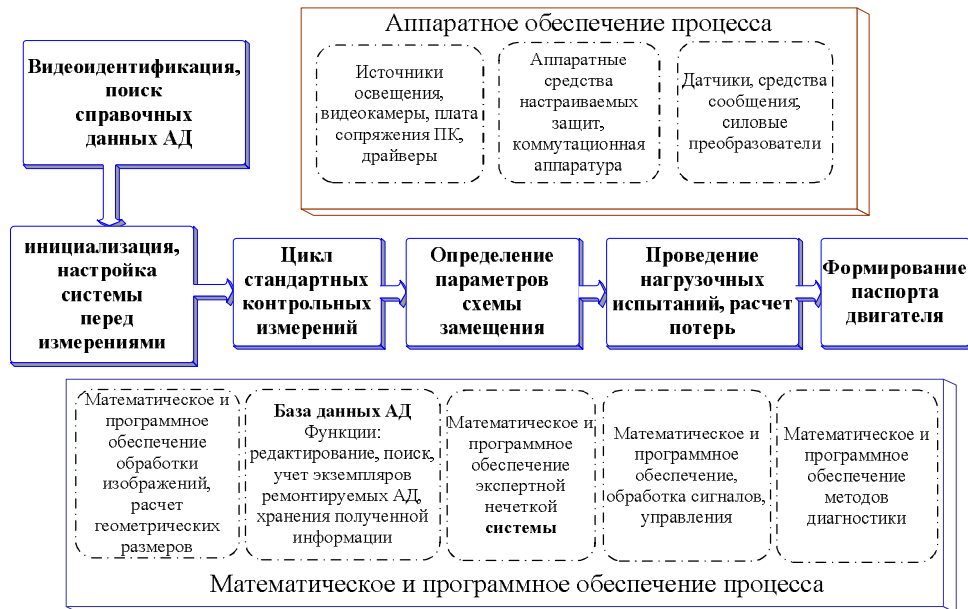 Аппаратное обеспечение процесса
Видеоидентификация,
поиск
справочных
данных АД
Источники
освещения,
видеокамеры, плата
сопряжения ПК,
драйверы
Аппаратные
средства
настраиваемых
защит,
коммутационная
аппаратура
Датчики, средства
сообщения;
силовые
преобразователи
инициализация,
настройка
системы
перед
измерениями
Цикл
стандартных
контрольных
измерений
Определение
параметров
схемы
замещения
Проведение
нагрузочных
испытаний, расчет
потерь
Формирование
паспорта
двигателя
Математическое и
программное
обеспечение
обработки
изображений,
расчет
геометрических
размеров
База данных АД
Функции:
редактирование, поиск,
учет экземпляров
ремонтируемых АД,
хранения полученной
информации
Математическое и
программное
обеспечение
экспертной
нечеткой
системы
Математическое и
программное
обеспечение,
обработка сигналов,
управления
Математическое и
программное
обеспечение
методов
диагностики
Математическое и программное обеспечение процесса